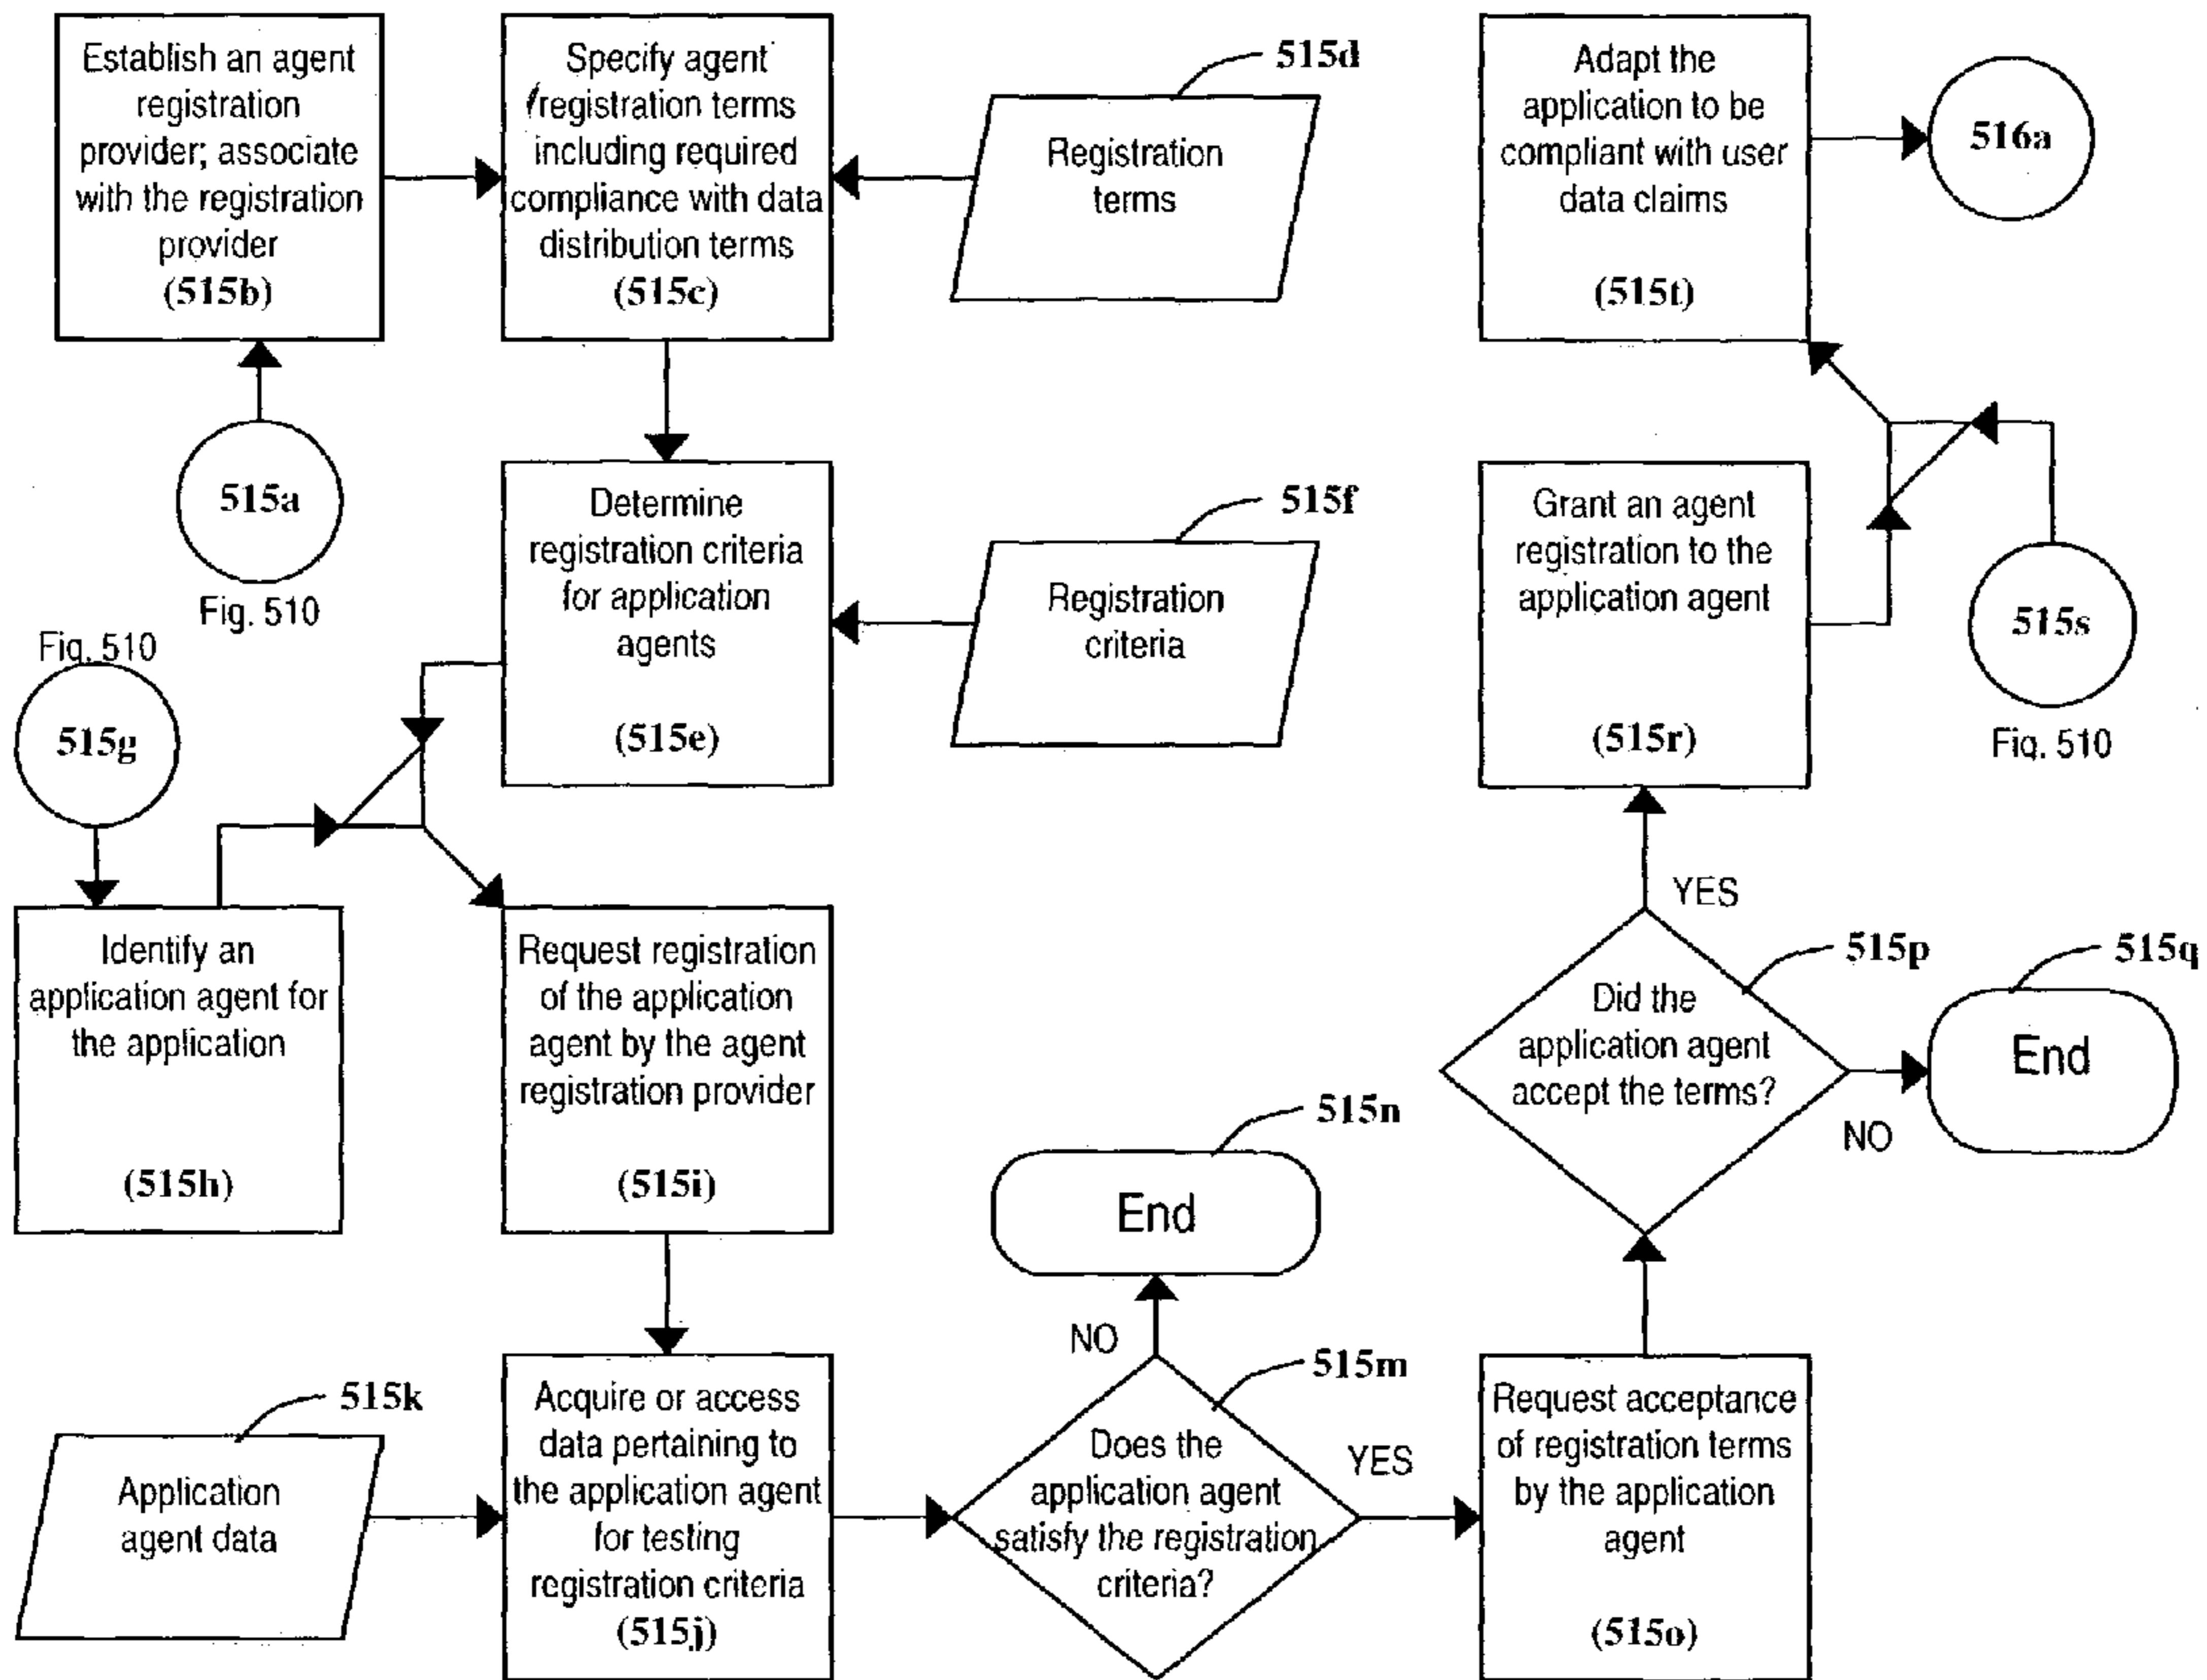 Establish an agent
registration
provider; associate
with the registration
provider
(515b)
Specify agent
registration terms
including required
compliance with data
distribution terms
(515c)
515d
Registration
terms
Adapt the
application to be
compliant with user
data claims
(515t)
516a
515a
Fig. 510
Determine
registration criteria
for application
agents
(515e)
515f
Registration
criteria
Grant an agent
registration to the
application agent
(515r)
515s
Fig. 510
Fig. 510
515g
Identify an
application agent for
the application
(515h)
Request registration
of the application
agent by the agent
registration provider
(515i)
515n
End
YES
515p
Did the
application agent
accept the terms?
NO
515q
End
515k
Application
agent data
Acquire or access
data pertaining to
the application agent
for testing
registration criteria
(515j)
NO
515m
Does the
application agent
satisfy the registration
criteria?
YES
Request acceptance
of registration terms
by the application
agent
(515o)